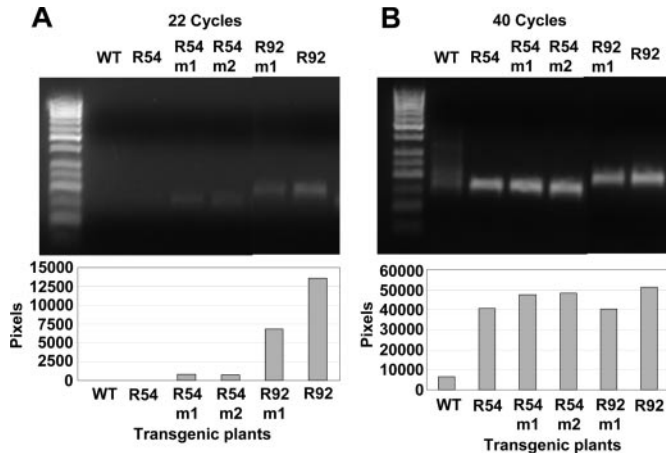 A
22 Cycles
WT R54 R54 m1 R54 m2 R92 m1 R92
15000
12500
10000
7500
5000
2500
0
Pixels
WT R54 R54 m1 R54 m2 R92 m1 R92
Transgenic plants
B
40 Cycles
WT R54 R54 m1 R54 m2 R92 m1 R92
60000
50000
40000
30000
20000
10000
0
Pixels
WT R54 R54 m1 R54 m2 R92 m1 R92
Transgenic plants